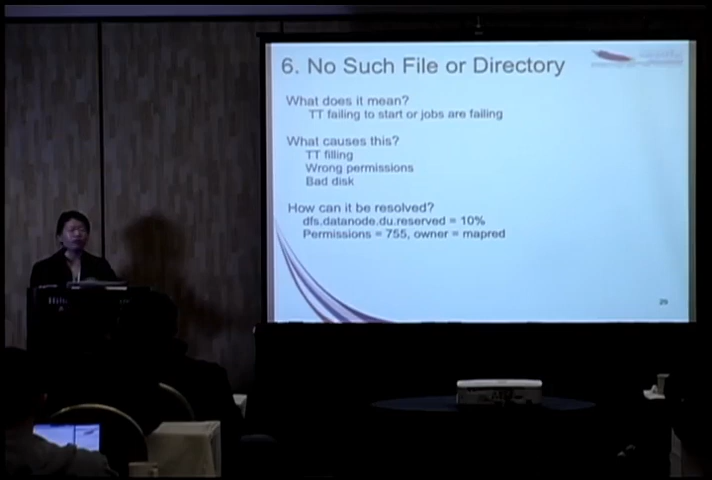 6. No Such File or Directory
What does it mean?
TT failing to start or jobs are failing
What causes this?
TT filling
Wrong permissions
Bad disk
How can it be resolved?
dfs.datanode.du.reserved = 10%
Permissions = 755, owner = mapred
29